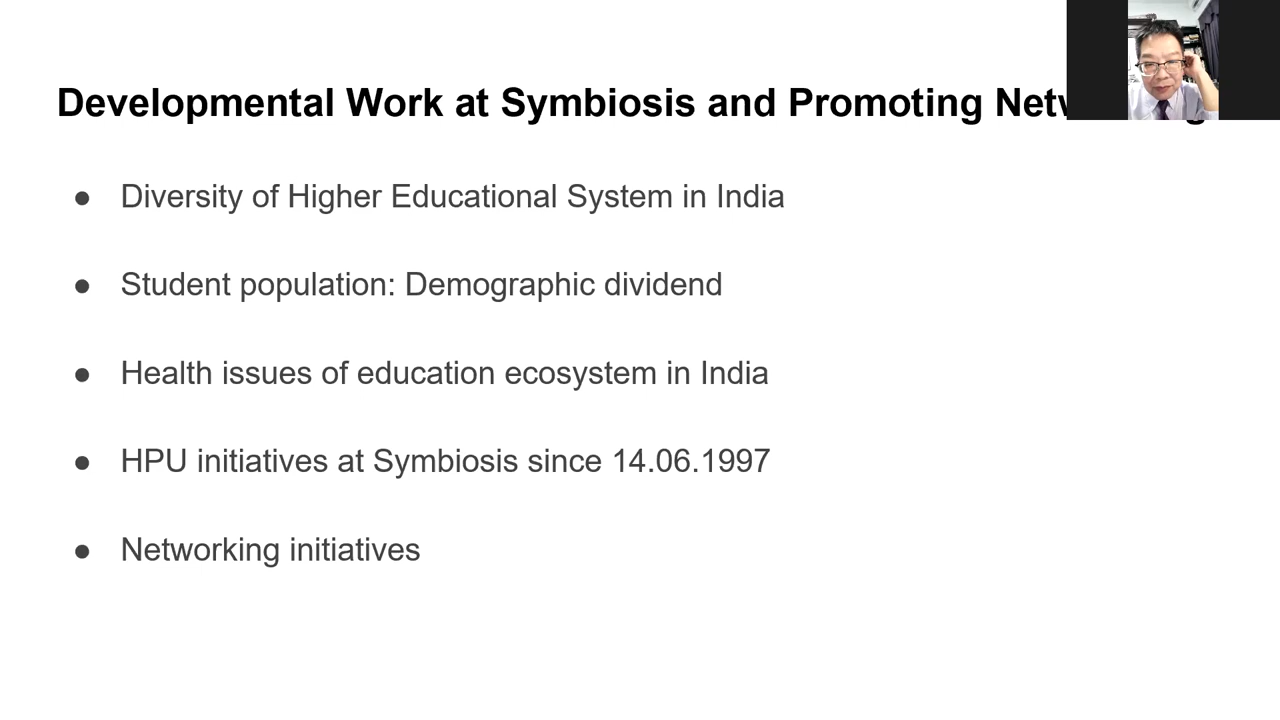 Developmental Work at Symbiosis and Promoting
● Diversity of Higher Educational System in India
● Student population: Demographic dividend
● Health issues of education ecosystem in India
● HPU initiatives at Symbiosis since 14.06.1997
● Networking initiatives